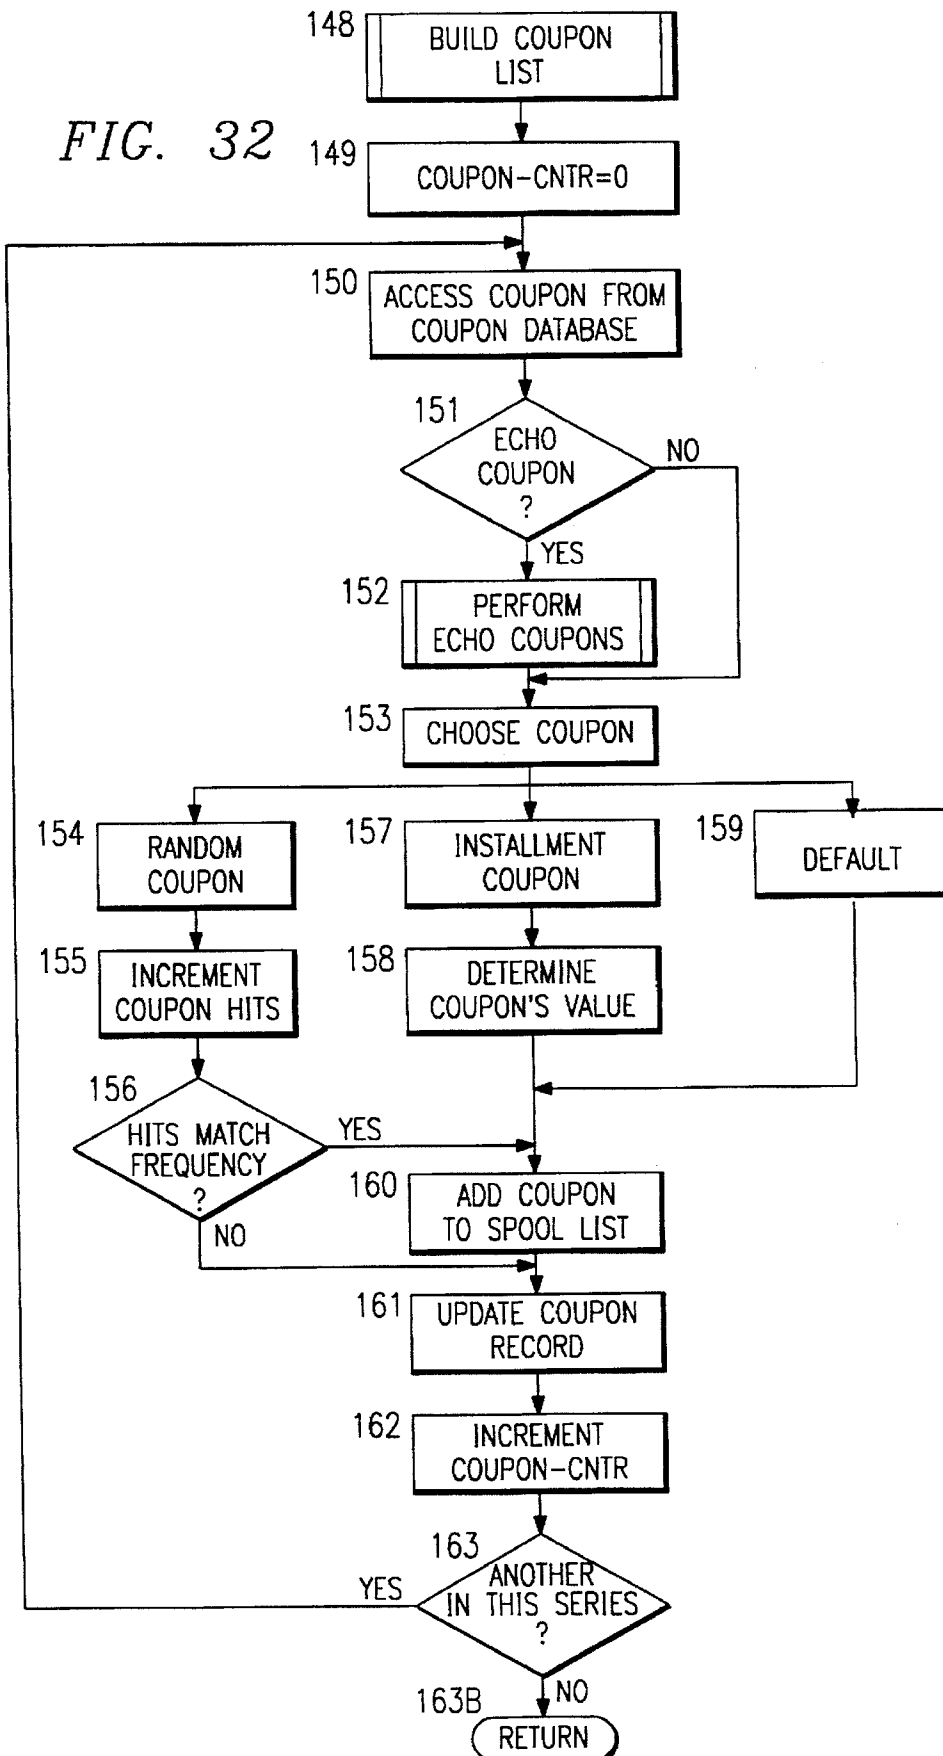 148
BUILD COUPON
LIST
FIG. 32
149
COUPON-CNTR=0
150
ACCESS COUPON FROM
COUPON DATABASE
151
ECHO
COUPON
?
NO
YES
152
PERFORM
ECHO COUPONS
153
CHOOSE COUPON
154
RANDOM
COUPON
157
INSTALLMENT
COUPON
159
DEFAULT
155
INCREMENT
COUPON HITS
158
DETERMINE
COUPON'S VALUE
156
HITS MATCH
FREQUENCY
?
YES
NO
160
ADD COUPON
TO SPOOL LIST
161
UPDATE COUPON
RECORD
162
INCREMENT
COUPON-CNTR
163
ANOTHER
IN THIS SERIES
?
YES
NO
163B
RETURN